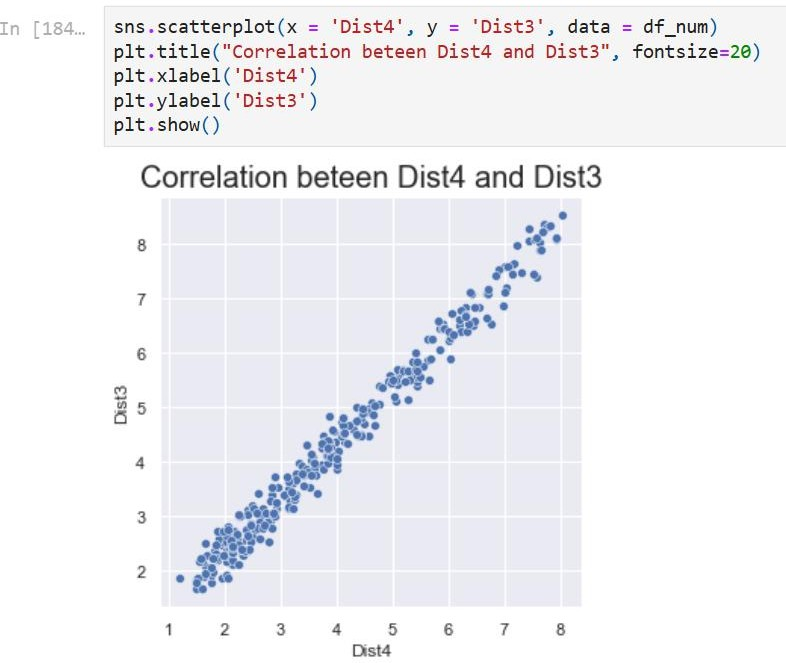 In [184…
sns.scatterplot(x = 'Dist4', y = 'Dist3', data = df_num)
plt.title("Correlation beteen Dist4 and Dist3", fontsize=20)
plt.xlabel('Dist4')
plt.ylabel('Dist3')
plt.show()
Correlation beteen Dist4 and Dist3
8
7
6
5
4
3
2
Dist3
1 2 3 4 5 6 7 8
Dist4